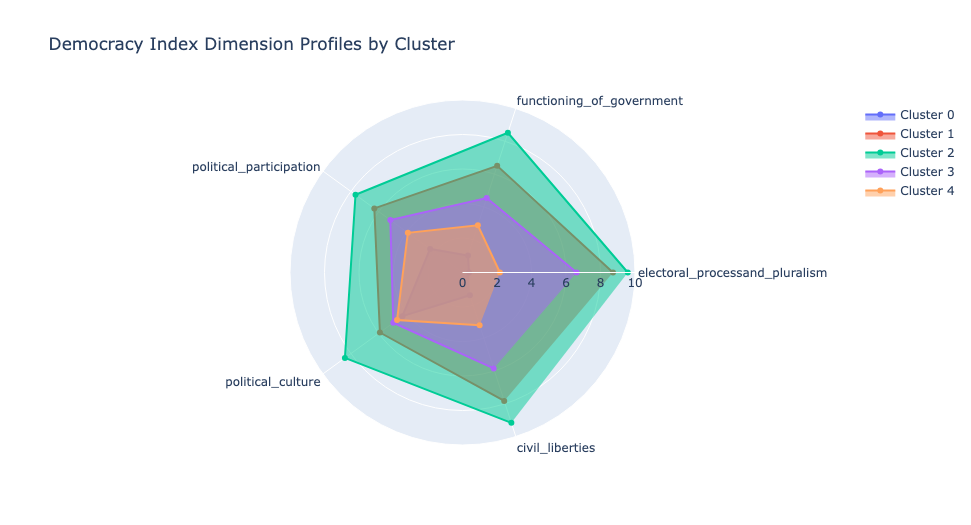 Democracy Index Dimension Profiles by Cluster
functioning_of_government
Cluster 0
Cluster 1
Cluster 2
Cluster 3
Cluster 4
political_participation
electoral_processand_pluralism
0 2 4 6 8 10
political_culture
civil_liberties